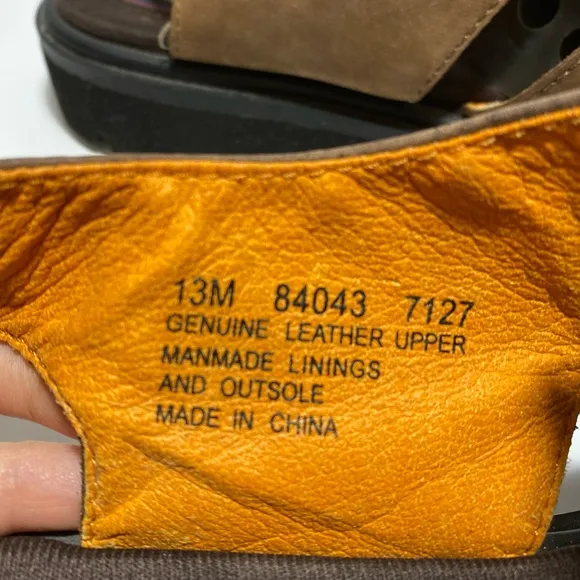 13M 84043 7127
GENUINE LEATHER UPPER
MANMADE LININGS
AND OUTSOLE
MADE IN CHINA